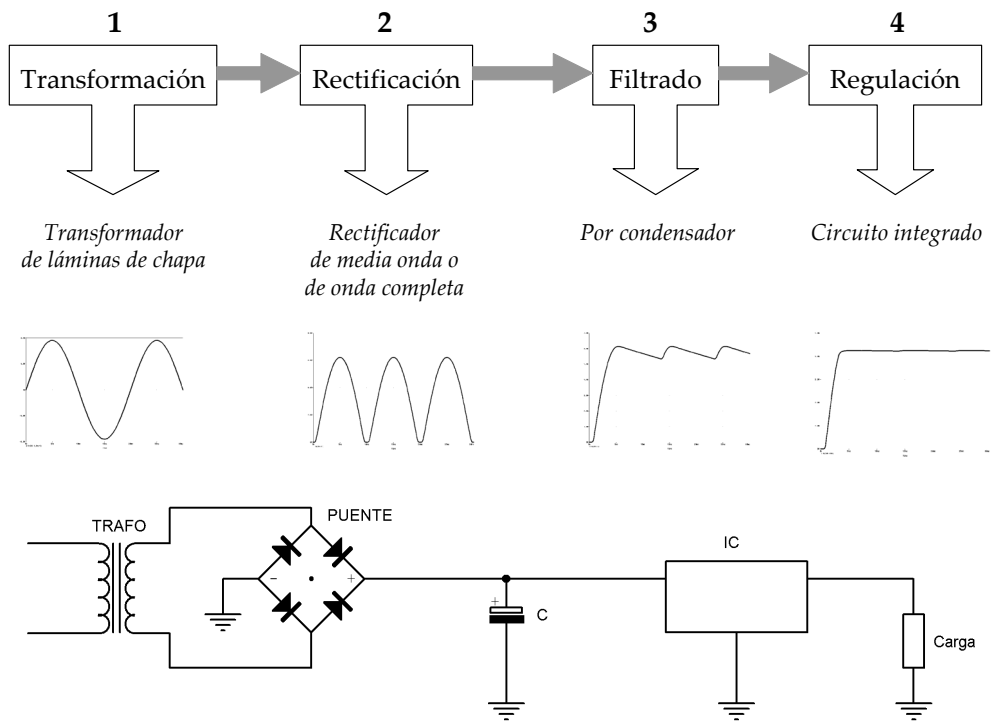 1
2
3
4
Transformación
Rectificación
Filtrado
Regulación
Transformador
de láminas de chapa
Rectificador
de media onda o
de onda completa
Por condensador
Circuito integrado
TRAFO
PUENTE
IC
-
+
+
C
Carga